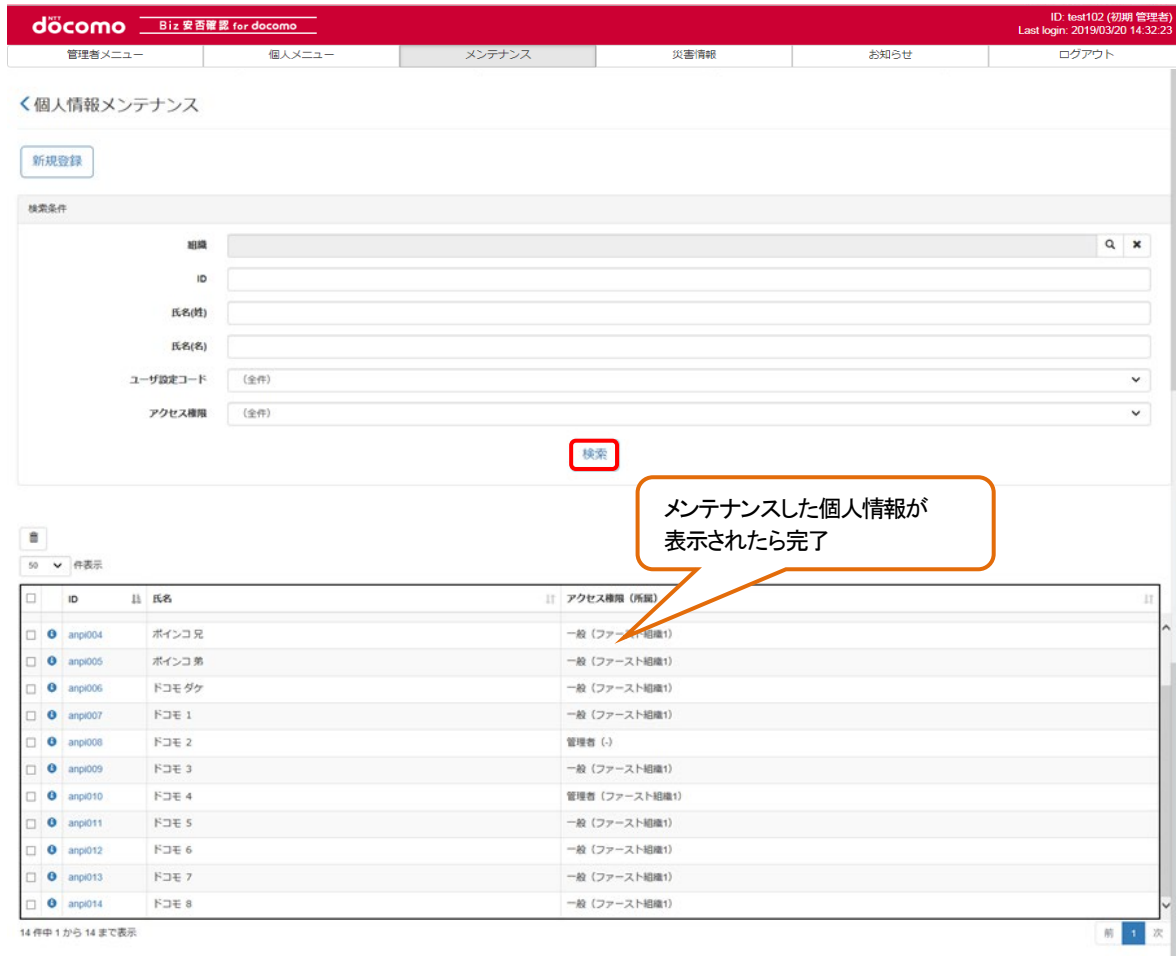 NTT
döcomo Biz 安否確認 for docomo
ID: test102 (初期 管理者)
Last login: 2019/03/20 14:32:23
管理者メニュー 個人メニュー メンテナンス 災害情報 お知らせ ログアウト
個人情報メンテナンス
新規登録
検索条件
組織
ID
氏名(姓)
氏名(名)
ユーザ設定コード (全件)
アクセス権限 (全件)
検索
メンテナンスした個人情報が
表示されたら完了
50 件表示
ID 氏名 アクセス権限 (所属)
anpi004 ポインコ 兄 一般 (ファースト組織1)
anpi005 ポインコ 弟 一般 (ファースト組織1)
anpi006 ドコモ ダケ 一般 (ファースト組織1)
anpi007 ドコモ 1 一般 (ファースト組織1)
anpi008 ドコモ 2 管理者 (-)
anpi009 ドコモ 3 一般 (ファースト組織1)
anpi010 ドコモ 4 管理者 (ファースト組織1)
anpi011 ドコモ 5 一般 (ファースト組織1)
anpi012 ドコモ 6 一般 (ファースト組織1)
anpi013 ドコモ 7 一般 (ファースト組織1)
anpi014 ドコモ 8 一般 (ファースト組織1)
14 件中 1 から 14 まで表示
前 1 次